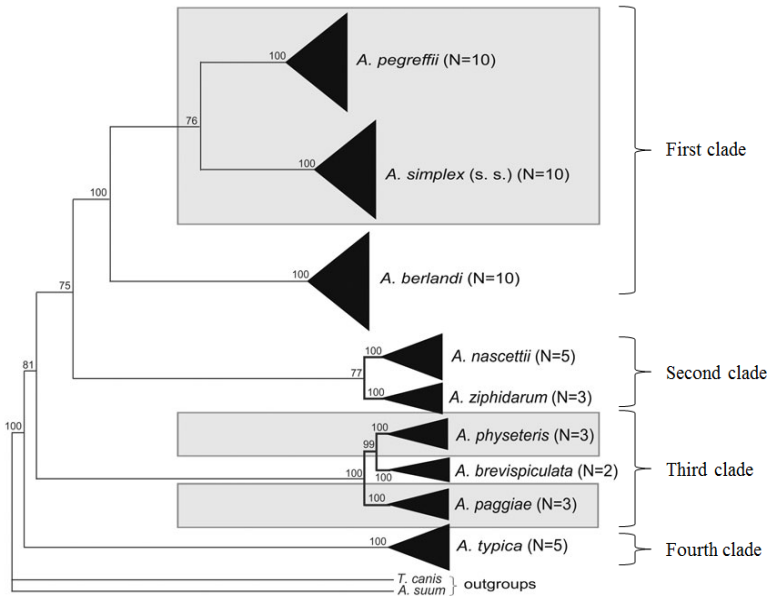 100
A. pegreffii (N=10)
76
First clade
100
A. simplex (s. s.) (N=10)
100
100
A. berlandi (N=10)
75
100
A. nascettii (N=5)
81
77
Second clade
100
A. ziphidarum (N=3)
100
100
A. physeteris (N=3)
99
100
A. brevispiculata (N=2)
100
Third clade
100
A. paggiae (N=3)
100
A. typica (N=5)
Fourth clade
T. canis
A. suum
outgroups